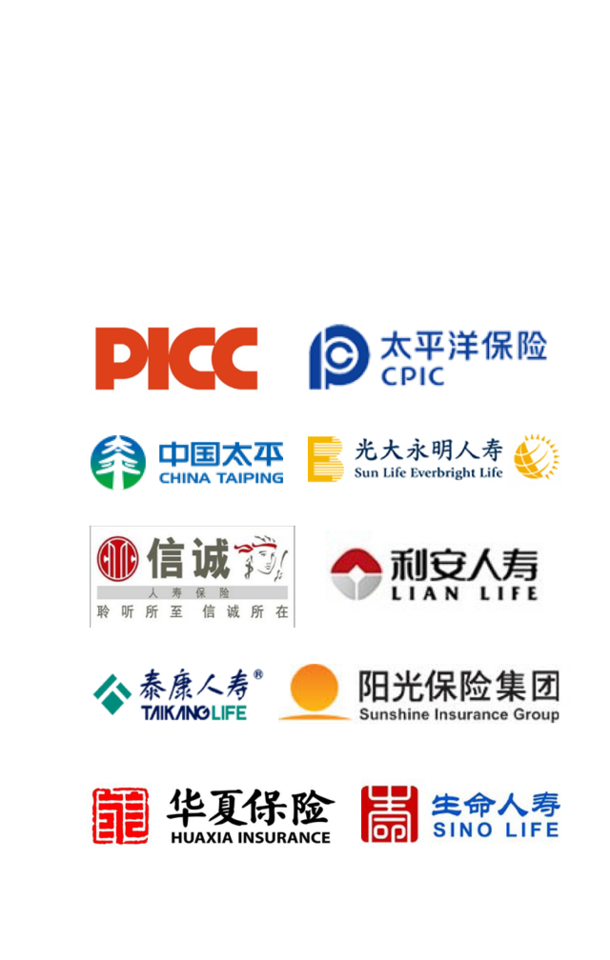 PICC
太平洋保险
CPIC
中国太平
CHINA TAIPING
光大永明人寿
Sun Life Everbright Life
信诚
人寿保险
聆听所至 信诚所在
利安人寿
LIAN LIFE
泰康人寿®
TAIKANGLIFE
阳光保险集团
Sunshine Insurance Group
华夏保险
HUAXIA INSURANCE
生命人寿
SINO LIFE